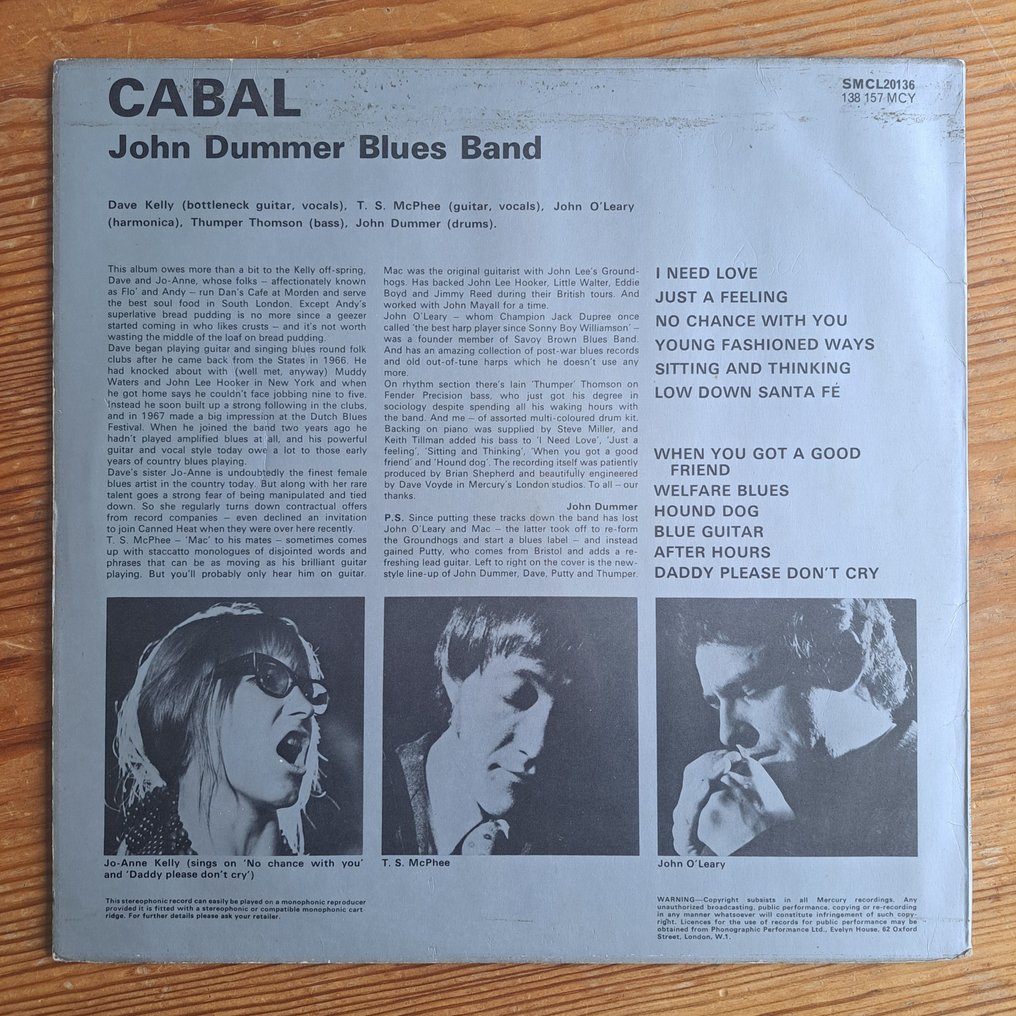 CABAL
SMCL20136
138 157 MCY
John Dummer Blues Band
Dave Kelly (bottleneck guitar, vocals), T. S. McPhee (guitar, vocals), John O'Leary
(harmonica), Thumper Thomson (bass), John Dummer (drums).
This album owes more than a bit to the Kelly off-spring,
Dave and Jo-Anne, whose folks – affectionately known
as Flo' and Andy – run Dan's Cafe at Morden and serve
the best soul food in South London. Except Andy's
superlative bread pudding is no more since a geezer
started coming in who likes crusts – and it's not worth
wasting the middle of the loaf on bread pudding.
Dave began playing guitar and singing blues round folk
clubs after he came back from the States in 1966. He
had knocked about with (well met, anyway) Muddy
Waters and John Lee Hooker in New York and when
he got home says he couldn't face jobbing nine to five.
Instead he soon built up a strong following in the clubs,
and in 1967 made a big impression at the Dutch Blues
Festival. When he joined the band two years ago he
hadn't played amplified blues at all, and his powerful
guitar and vocal style today owe a lot to those early
years of country blues playing.
Dave's sister Jo-Anne is undoubtedly the finest female
blues artist in the country today. But along with her rare
talent goes a strong fear of being manipulated and tied
down. So she regularly turns down contractual offers
from record companies – even declined an invitation
to join Canned Heat when they were over here recently.
T. S. McPhee – 'Mac' to his mates – sometimes comes
up with staccato monologues of disjointed words and
phrases that can be as moving as his brilliant guitar
playing. But you'll probably only hear him on guitar.
Mac was the original guitarist with John Lee's Ground-
hogs. Has backed John Lee Hooker, Little Walter, Eddie
Boyd and Jimmy Reed during their British tours. And
worked with John Mayall for a time.
John O'Leary – whom Champion Jack Dupree once
called 'the best harp player since Sonny Boy Williamson' –
was a founder member of Savoy Brown Blues Band.
And has an amazing collection of post-war blues records
and old out-of-tune harps which he doesn't use any
more.
On rhythm section there's Iain 'Thumper' Thomson on
Fender Precision bass, who just got his degree in
sociology despite spending all his waking hours with
the band. And me – of assorted multi-coloured drum kit.
Backing on piano was supplied by Steve Miller, and
Keith Tillman added his bass to 'I Need Love', 'Just a
feeling', 'Sitting and Thinking', 'When you got a good
friend' and 'Hound dog'. The recording itself was patiently
produced by Brian Shepherd and beautifully engineered
by Dave Voyde in Mercury's London studios. To all – our
thanks.
John Dummer
P.S. Since putting these tracks down the band has lost
John O'Leary and Mac – the latter took off to re-form
the Groundhogs and start a blues label – and instead
gained Putty, who comes from Bristol and adds a re-
freshing lead guitar. Left to right on the cover is the new-
style line-up of John Dummer, Dave, Putty and Thumper.
I NEED LOVE
JUST A FEELING
NO CHANCE WITH YOU
YOUNG FASHIONED WAYS
SITTING AND THINKING
LOW DOWN SANTA FÉ
WHEN YOU GOT A GOOD
FRIEND
WELFARE BLUES
HOUND DOG
BLUE GUITAR
AFTER HOURS
DADDY PLEASE DON'T CRY
Jo-Anne Kelly (sings on 'No chance with you'
and 'Daddy please don't cry')
T. S. McPhee
John O'Leary
This stereophonic record can easily be played on a monophonic reproducer
provided it is fitted with a stereophonic or compatible monophonic cart
ridge. For further details please ask your retailer.
WARNING—Copyright subsists in all Mercury recordings. Any
unauthorized broadcasting, public performance, copying or re-recording
in any manner whatsoever will constitute infringement of such copy-
right. Licences for the use of records for public performance may be
obtained from Phonographic Performance Ltd., Evelyn House, 62 Oxford
Street, London, W.1.